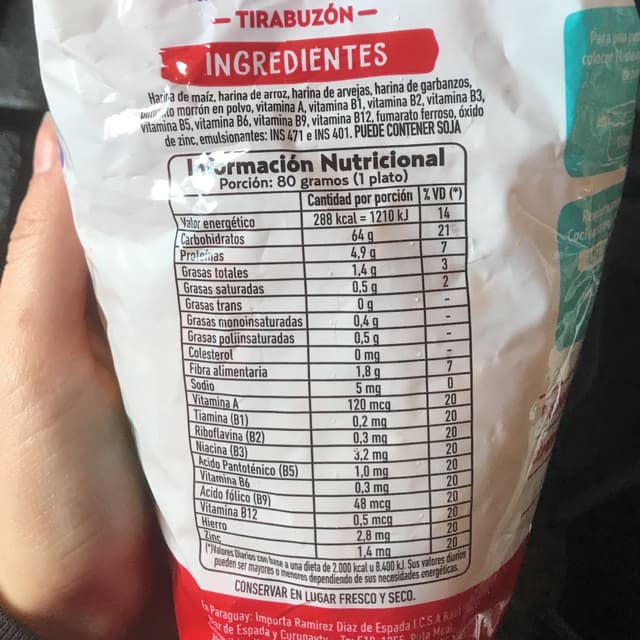 — TIRABUZÓN —
INGREDIENTES
Harina de maíz, harina de arroz, harina de arvejas, harina de garbanzos,
morrón en polvo, vitamina A, vitamina B1, vitamina B2, vitamina B3,
vitamina B5, vitamina B6, vitamina B9, vitamina B12, fumarato ferroso, óxido
de zinc, emulsionantes: INS 471 e INS 401. PUEDE CONTENER SOJA
Información Nutricional
Porción: 80 gramos (1 plato)
Cantidad por porción % VD (*)
Valor energético 288 kcal = 1210 kJ 14
Carbohidratos 64 g 21
Proteínas 4,9 g 7
Grasas totales 1,4 g 3
Grasas saturadas 0,5 g 2
Grasas trans 0 g -
Grasas monoinsaturadas 0,4 g -
Grasas poliinsaturadas 0,5 g -
Colesterol 0 mg -
Fibra alimentaria 1,8 g 7
Sodio 5 mg 0
Vitamina A 120 mcg 20
Tiamina (B1) 0,2 mg 20
Riboflavina (B2) 0,3 mg 20
Niacina (B3) 3,2 mg 20
Acido Pantoténico (B5) 1,0 mg 20
Vitamina B6 0,3 mg 20
Acido fólico (B9) 48 mcg 20
Vitamina B12 0,5 mcg 20
Hierro 2,8 mg 20
Zinc 1,4 mg 20
(*)Valores Diarios con base a una dieta de 2.000 kcal u 8.400 kJ. Sus valores diarios
pueden ser mayores o menores dependiendo de sus necesidades energéticas.
CONSERVAR EN LUGAR FRESCO Y SECO.
Paraguay: Importa Ramirez Diaz de Espada I.C.S.A
de Espada y Curupayty
Para una
colocar